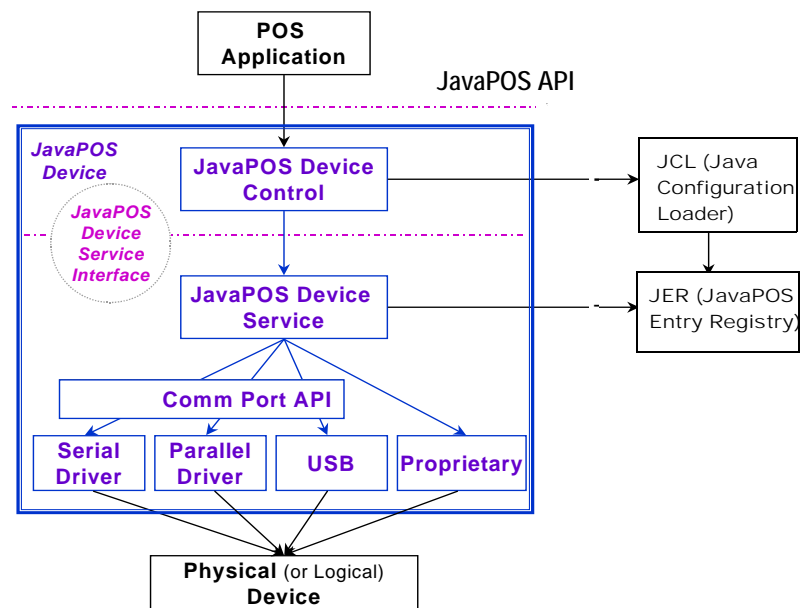 POS
Application
JavaPOS API
JavaPOS
Device
JavaPOS Device
Control
JCL (Java
Configuration
Loader)
JavaPOS
Device
Service
Interface
JavaPOS Device
Service
JER (JavaPOS
Entry Registry)
Comm Port API
Serial
Driver
Parallel
Driver
USB
Proprietary
Physical (or Logical)
Device